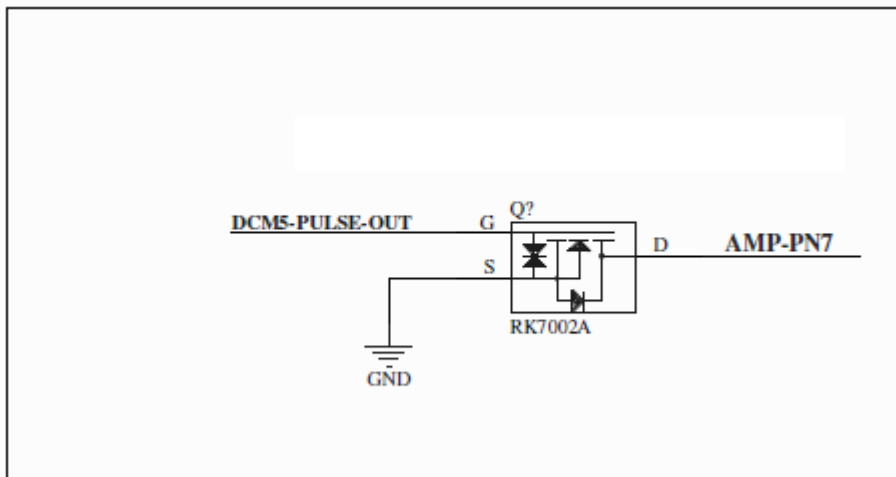 Q?
DCM5-PULSE-OUT G
D AMP-PN7
S
RK7002A
GND